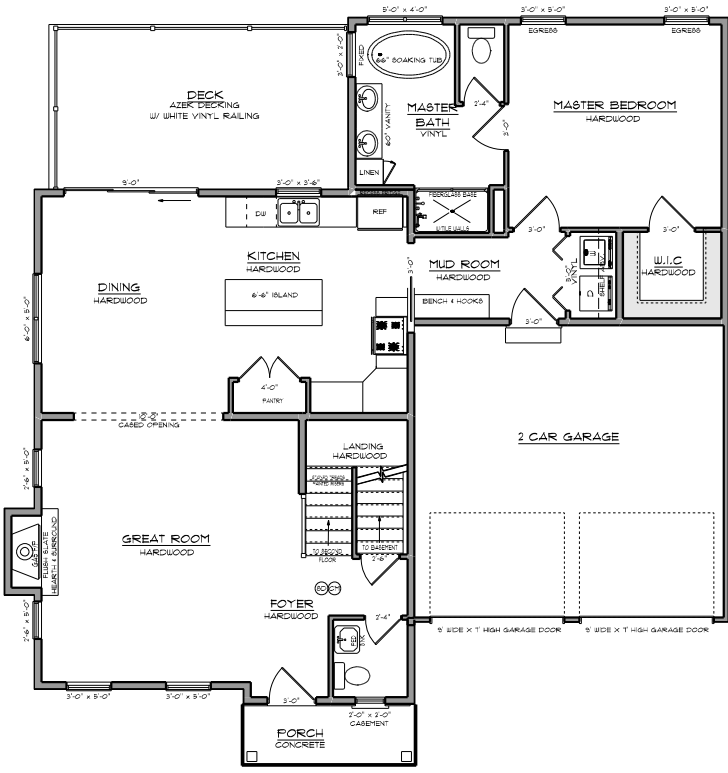 5'-0" x 4'-0"
3'-0" x 5'-0"
EGRESS
3'-0" x 5'-0"
EGRESS
3'-0" x 2'-0"
FIXED
66" SOAKING TUB
DECK
AZEK DECKING
W/ WHITE VINYL RAILING
MASTER
BATH
VINYL
60" VANITY
2'-4"
3'-0"
MASTER BEDROOM
HARDWOOD
LINEN
9'-0"
3'-0" x 3'-6"
FIBERGLASS BASE
W/TILE WALLS
DW
REF
3'-0"
3'-0"
KITCHEN
HARDWOOD
MUD ROOM
HARDWOOD
3'-0"
W.I.C
HARDWOOD
VINYL
SHELF
D
DINING
HARDWOOD
6'-6" ISLAND
BENCH & HOOKS
3'-0"
6'-0" x 5'-0"
4'-0"
PANTRY
CASED OPENING
2 CAR GARAGE
LANDING
HARDWOOD
2'-6" x 5'-0"
GREAT ROOM
HARDWOOD
GAS F/P
FLUSH SLATE
HEARTH & SURROUND
TO SECOND
FLOOR
TO BASEMENT
2'-6"
SD
CM
FOYER
HARDWOOD
2'-4"
2'-6" x 5'-0"
PED
9' WIDE x 7' HIGH GARAGE DOOR
9' WIDE x 7' HIGH GARAGE DOOR
3'-0" x 5'-0"
3'-0" x 5'-0"
3'-0"
2'-0" x 2'-0"
CASEMENT
PORCH
CONCRETE